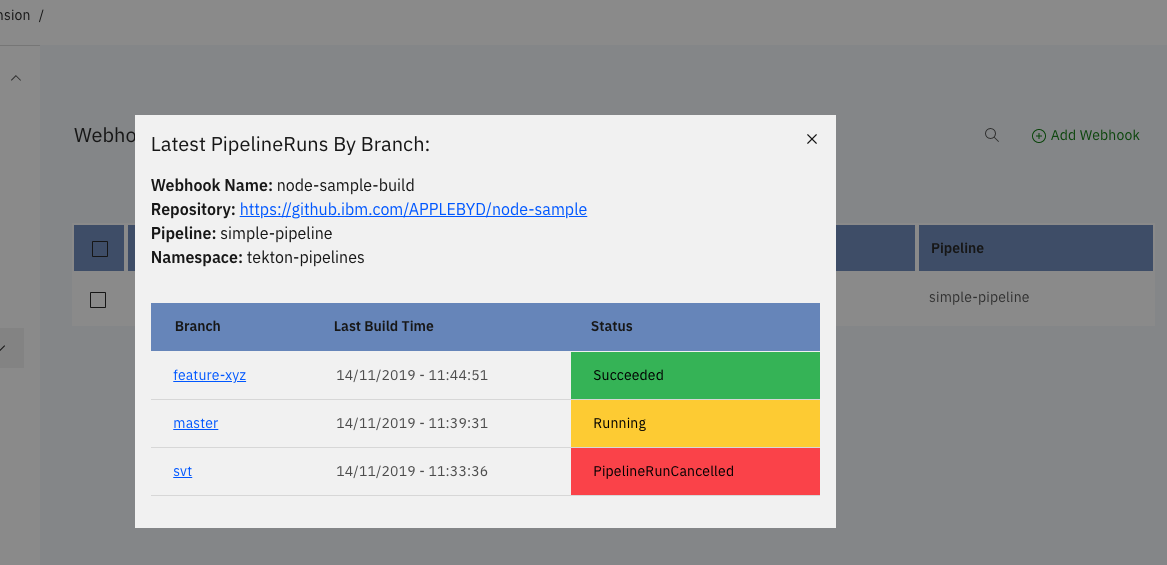 nsion /
Webho
Add Webhook
Pipeline
simple-pipeline
Latest PipelineRuns By Branch:
Webhook Name: node-sample-build
Repository: https://github.ibm.com/APPLEBYD/node-sample
Pipeline: simple-pipeline
Namespace: tekton-pipelines
Branch Last Build Time Status
feature-xyz 14/11/2019 - 11:44:51 Succeeded
master 14/11/2019 - 11:39:31 Running
svt 14/11/2019 - 11:33:36 PipelineRunCancelled